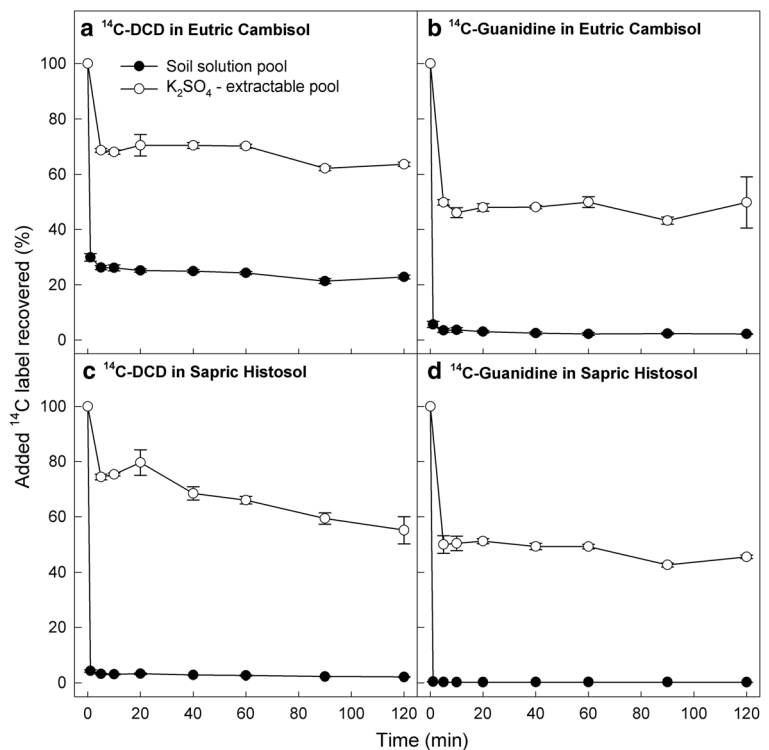 a ¹⁴C-DCD in Eutric Cambisol
b ¹⁴C-Guanidine in Eutric Cambisol
Soil solution pool
K₂SO₄ - extractable pool
100
80
60
40
20
0
c ¹⁴C-DCD in Sapric Histosol
d ¹⁴C-Guanidine in Sapric Histosol
100
80
60
40
20
0
Added ¹⁴C label recovered (%)
0 20 40 60 80 100 120 0 20 40 60 80 100 120
Time (min)